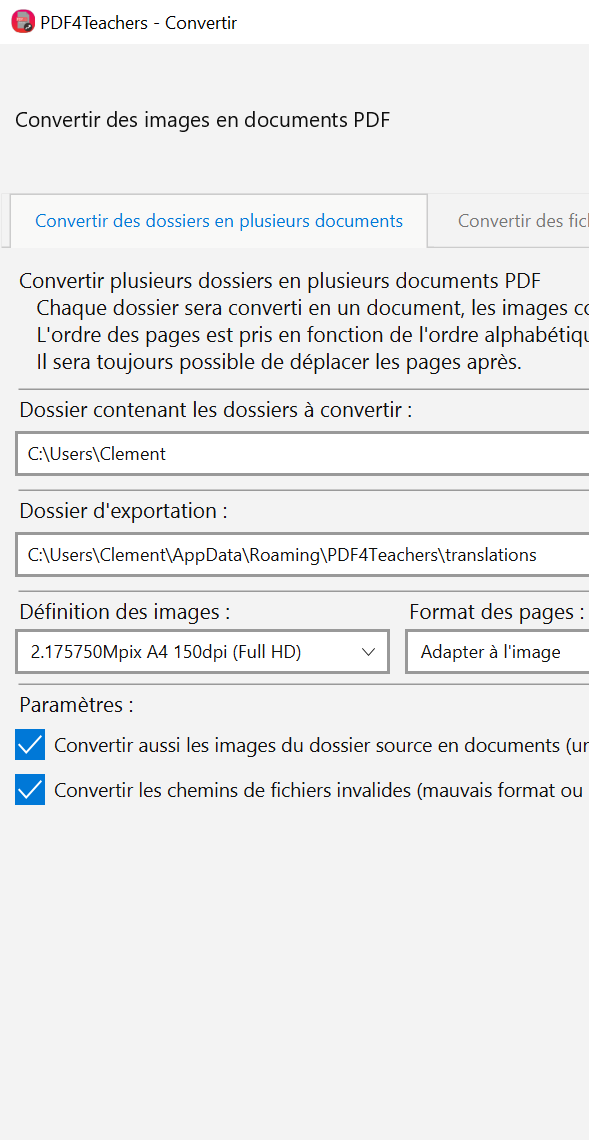 PDF4Teachers - Convertir
Convertir des images en documents PDF
Convertir des dossiers en plusieurs documents Convertir des
Convertir plusieurs dossiers en plusieurs documents PDF
Chaque dossier sera converti en un document, les images
L'ordre des pages est pris en fonction de l'ordre
Il sera toujours possible de déplacer les pages après.
Dossier contenant les dossiers à convertir :
C:\Users\Clement
Dossier d'exportation :
C:\Users\Clement\AppData\Roaming\PDF4Teachers\translations
Définition des images : Format des pages :
2.175750Mpix A4 150dpi (Full HD) Adapter à l'image
Paramètres :
Convertir aussi les images du dossier source en documents
Convertir les chemins de fichiers invalides (mauvais format ou